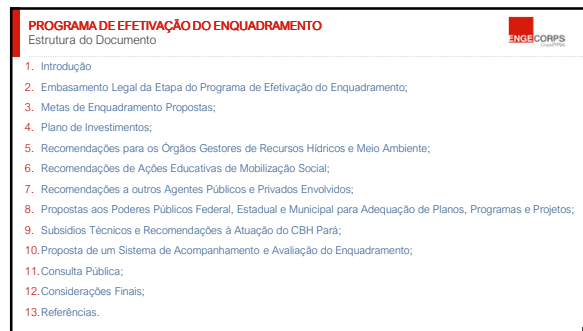 PROGRAMA DE EFETIVAÇÃO DO ENQUADRAMENTO
Estrutura do Documento
ENGECORPS
1. Introdução
2. Embasamento Legal da Etapa do Programa de Efetivação do Enquadramento;
3. Metas de Enquadramento Propostas;
4. Plano de Investimentos;
5. Recomendações para os Órgãos Gestores de Recursos Hídricos e Meio Ambiente;
6. Recomendações de Ações Educativas de Mobilização Social;
7. Recomendações a outros Agentes Públicos e Privados Envolvidos;
8. Propostas aos Poderes Públicos Federal, Estadual e Municipal para Adequação de Planos, Programas e Projetos;
9. Subsídios Técnicos e Recomendações à Atuação do CBH Pará;
10. Proposta de um Sistema de Acompanhamento e Avaliação do Enquadramento;
11. Consulta Pública;
12. Considerações Finais;
13. Referências.